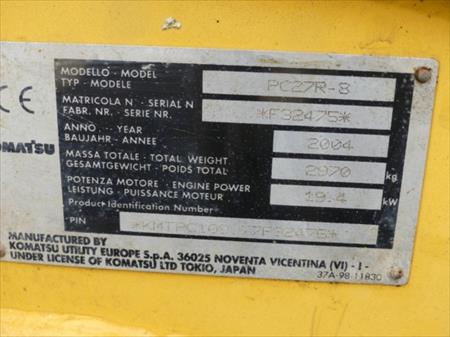 MODELLO - MODEL
TYP - MODELE
PC27R-8
MATRICOLA N° - SERIAL N
FABR. NR. - SERIE NR.
*F32475*
ANNO - YEAR
BAUJAHR - ANNEE
2004
MASSA TOTALE - TOTAL WEIGHT
GESAMTGEWICHT - POIDS TOTAL
2970 kg
POTENZA MOTORE - ENGINE POWER
LEISTUNG - PUISSANCE MOTEUR
19.4 kW
Product Identification Number
PIN
CE
OMATSU
MANUFACTURED BY
KOMATSU UTILITY EUROPE S.p.A. 36025 NOVENTA VICENTINA (VI) - I -
UNDER LICENSE OF KOMATSU LTD TOKIO, JAPAN
37A-98-11830